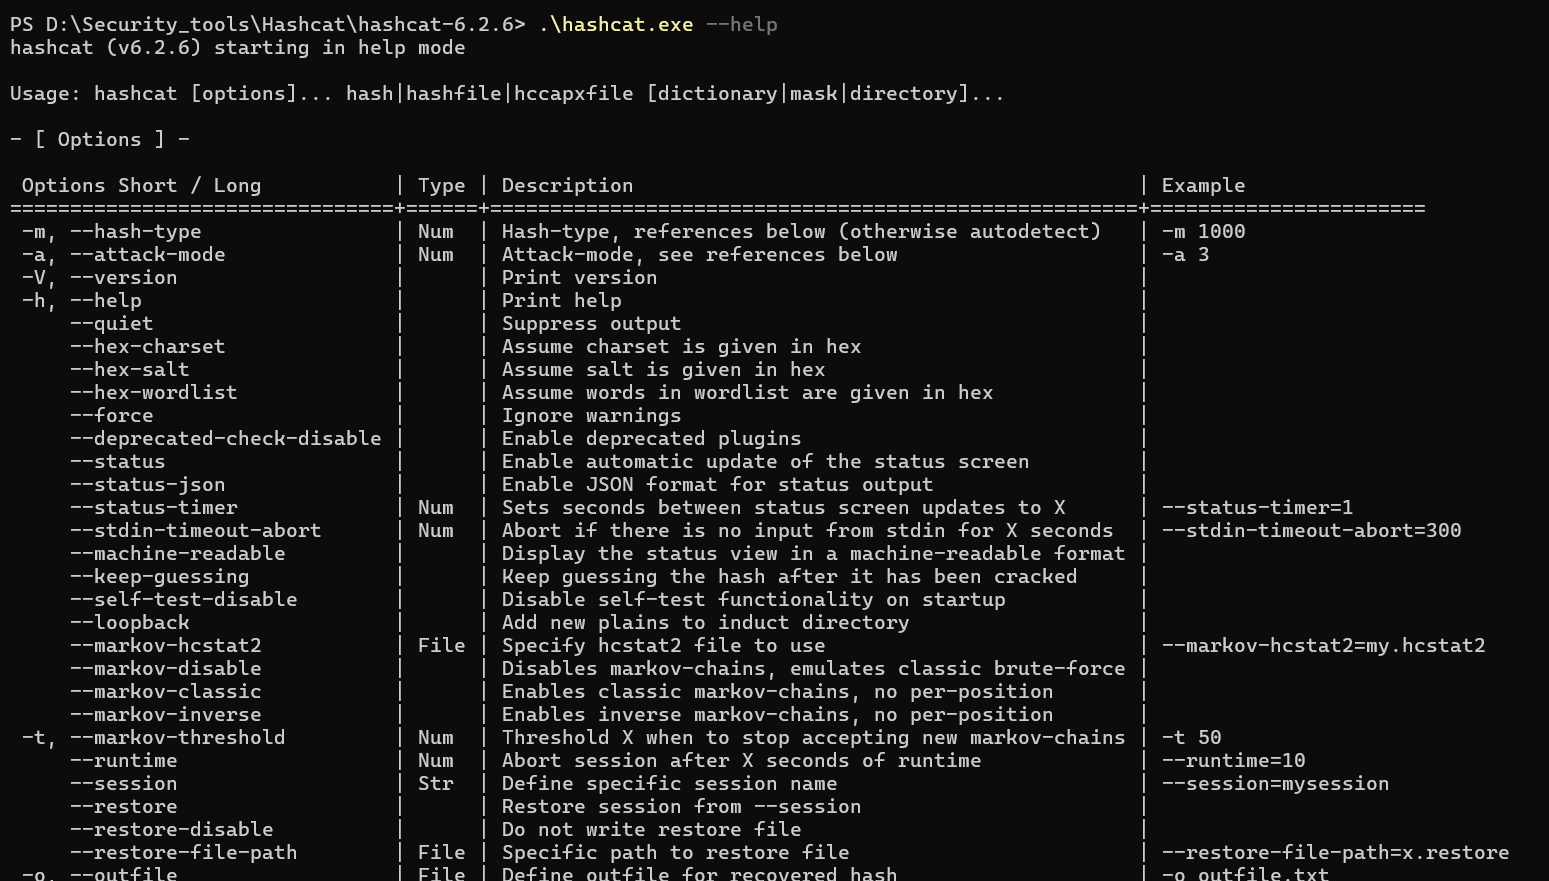 PS D:\Security_tools\Hashcat\hashcat-6.2.6> .\hashcat.exe --help
hashcat (v6.2.6) starting in help mode

Usage: hashcat [options]... hash|hashfile|hccapxfile [dictionary|mask|directory]...

- [ Options ] -

 Options Short / Long           | Type | Description                                          | Example
================================+======+======================================================+=======================
 -m, --hash-type                | Num  | Hash-type, references below (otherwise autodetect)   | -m 1000
 -a, --attack-mode              | Num  | Attack-mode, see references below                    | -a 3
 -V, --version                  |      | Print version                                        |
 -h, --help                     |      | Print help                                           |
     --quiet                    |      | Suppress output                                      |
     --hex-charset              |      | Assume charset is given in hex                       |
     --hex-salt                 |      | Assume salt is given in hex                          |
     --hex-wordlist             |      | Assume words in wordlist are given in hex            |
     --force                    |      | Ignore warnings                                      |
     --deprecated-check-disable |      | Enable deprecated plugins                            |
     --status                   |      | Enable automatic update of the status screen         |
     --status-json              |      | Enable JSON format for status output                 |
     --status-timer             | Num  | Sets seconds between status screen updates to X      | --status-timer=1
     --stdin-timeout-abort      | Num  | Abort if there is no input from stdin for X seconds  | --stdin-timeout-abort=300
     --machine-readable         |      | Display the status view in a machine-readable format |
     --keep-guessing            |      | Keep guessing the hash after it has been cracked     |
     --self-test-disable        |      | Disable self-test functionality on startup           |
     --loopback                 |      | Add new plains to induct directory                   |
     --markov-hcstat2           | File | Specify hcstat2 file to use                          | --markov-hcstat2=my.hcstat2
     --markov-disable           |      | Disables markov-chains, emulates classic brute-force |
     --markov-classic           |      | Enables classic markov-chains, no per-position       |
     --markov-inverse           |      | Enables inverse markov-chains, no per-position       |
 -t, --markov-threshold         | Num  | Threshold X when to stop accepting new markov-chains | -t 50
     --runtime                  | Num  | Abort session after X seconds of runtime             | --runtime=10
     --session                  | Str  | Define specific session name                         | --session=mysession
     --restore                  |      | Restore session from --session                       |
     --restore-disable          |      | Do not write restore file                            |
     --restore-file-path        | File | Specific path to restore file                        | --restore-file-path=x.restore
 -o, --outfile                  | File | Define outfile for recovered hash                    | -o outfile.txt